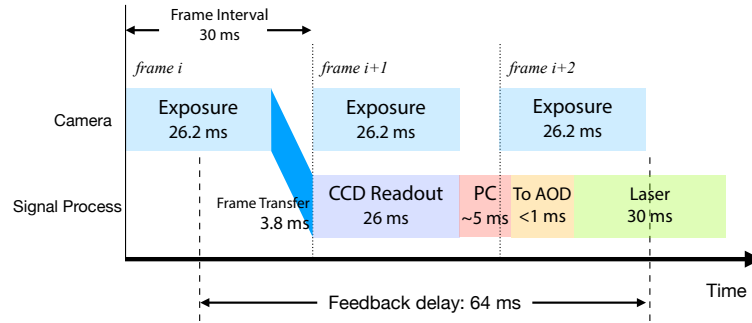 Frame Interval
30 ms
frame i
frame i+1
frame i+2
Camera
Exposure
26.2 ms
Exposure
26.2 ms
Exposure
26.2 ms
Signal Process
Frame Transfer
3.8 ms
CCD Readout
26 ms
PC
~5 ms
To AOD
<1 ms
Laser
30 ms
Time
Feedback delay: 64 ms